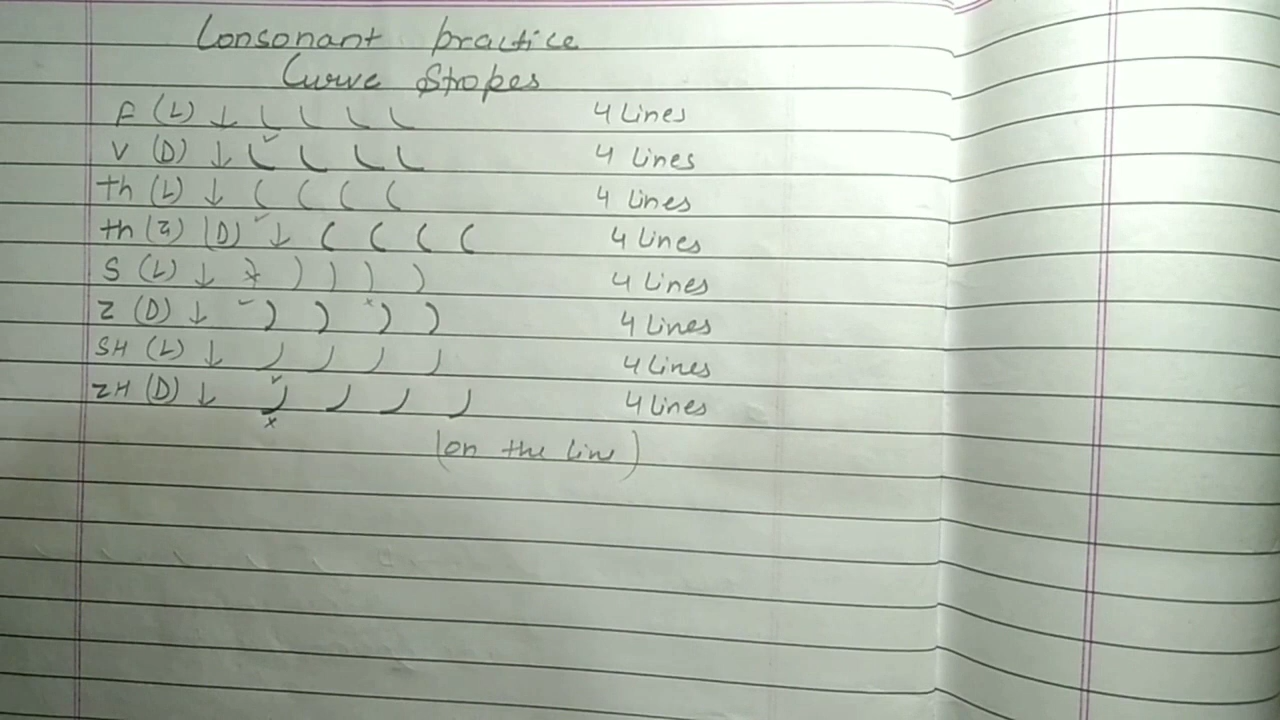 Consonant practice
Curve Strokes
F (L) ↓ 4 Lines
V (D) ↓ 4 Lines
th (L) ↓ 4 Lines
th (द) (D) ↓ 4 Lines
S (L) ↓ 4 Lines
Z (D) ↓ 4 Lines
SH (L) ↓ 4 Lines
ZH (D) ↓ 4 Lines
(on the line)